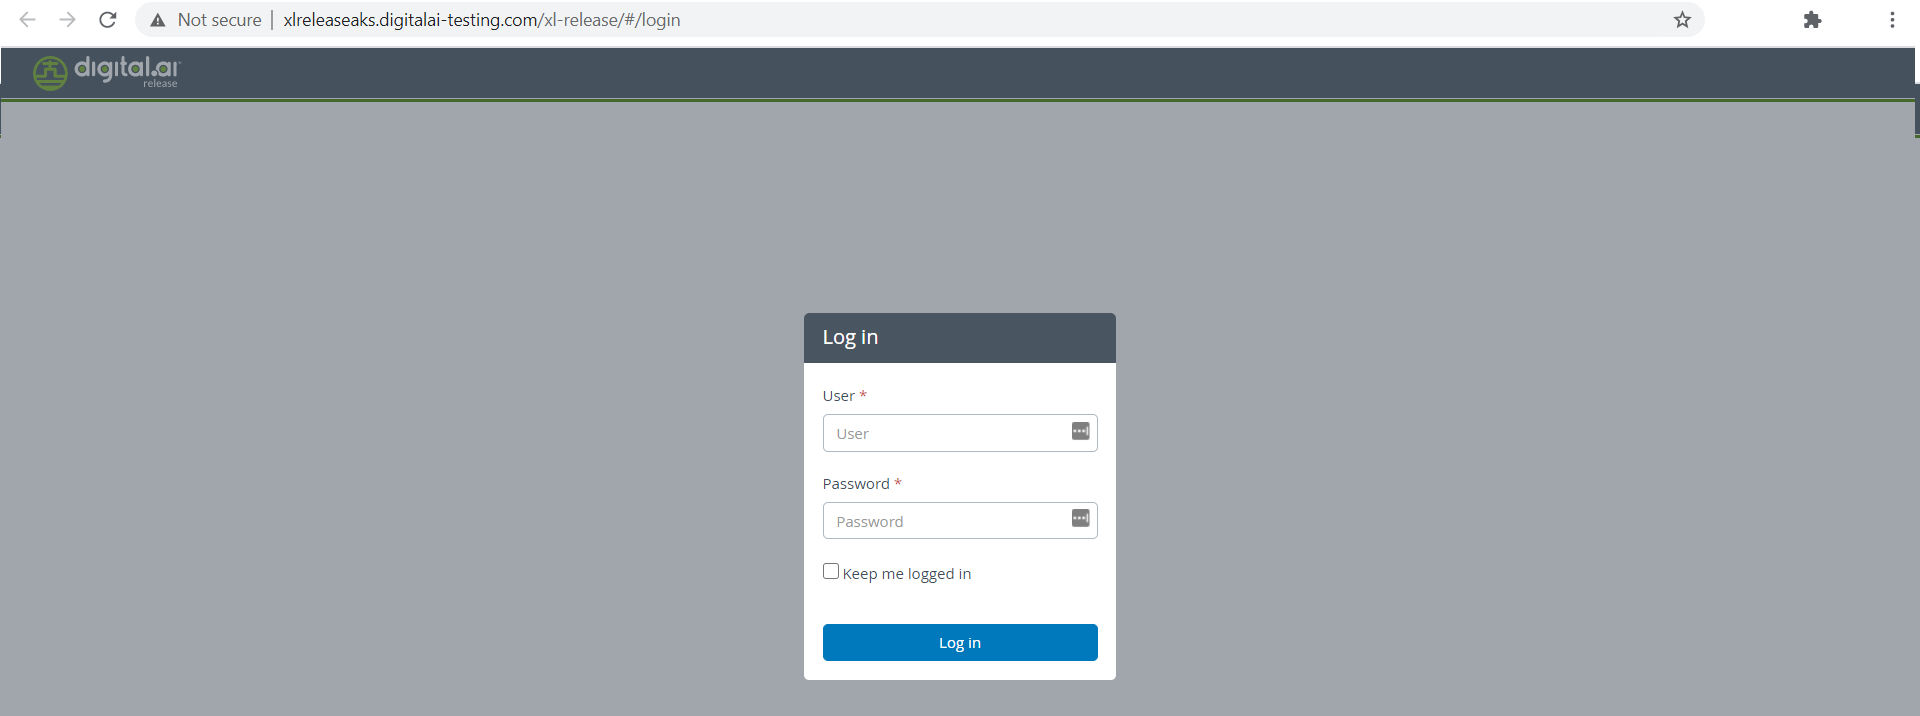 Not secure | xlreleaseaks.digitalai-testing.com/xl-release/#/login
digital.ai
release
Log in
User *
User
Password *
Password
Keep me logged in
Log in